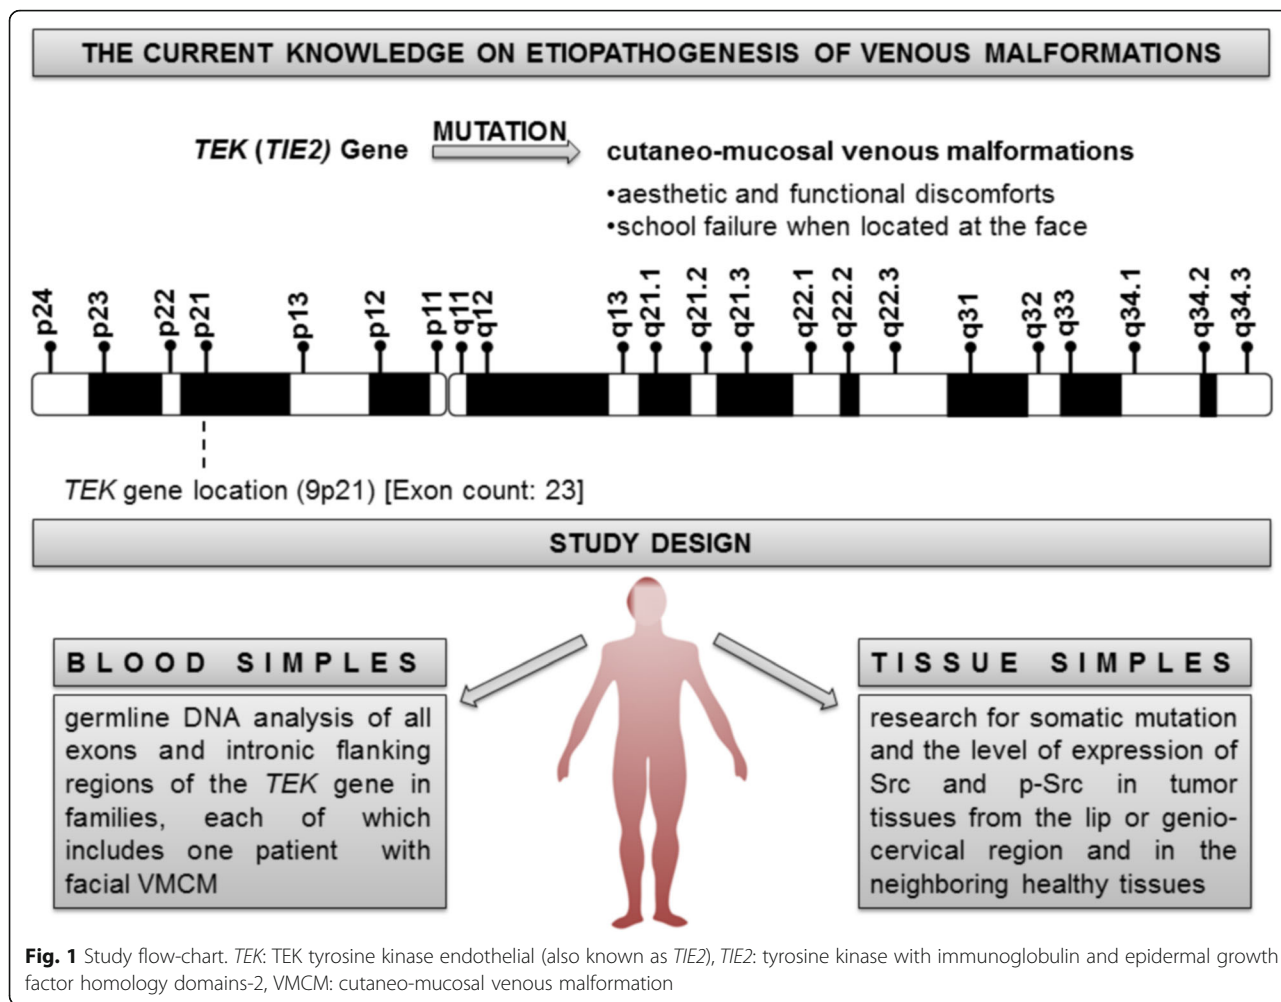 THE CURRENT KNOWLEDGE ON ETIOPATHOGENESIS OF VENOUS MALFORMATIONS
TEK (TIE2) Gene MUTATION cutaneo-mucosal venous malformations
•aesthetic and functional discomforts
•school failure when located at the face
p24 p23 p22 p21 p13 p12 p11 q11 q12 q13 q21.1 q21.2 q21.3 q22.1 q22.2 q22.3 q31 q32 q33 q34.1 q34.2 q34.3
TEK gene location (9p21) [Exon count: 23]
STUDY DESIGN
BLOOD SIMPLES
germline DNA analysis of all
exons and intronic flanking
regions of the TEK gene in
families, each of which
includes one patient with
facial VMCM
TISSUE SIMPLES
research for somatic mutation
and the level of expression of
Src and p-Src in tumor
tissues from the lip or genio-
cervical region and in the
neighboring healthy tissues
Fig. 1 Study flow-chart. TEK: TEK tyrosine kinase endothelial (also known as TIE2), TIE2: tyrosine kinase with immunoglobulin and epidermal growth
factor homology domains-2, VMCM: cutaneo-mucosal venous malformation